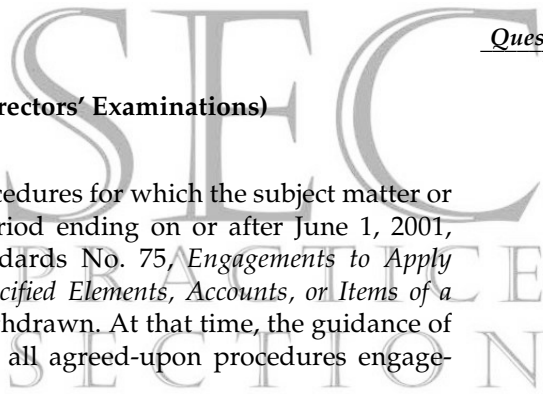 Ques
rectors’ Examinations)
cedures for which the subject matter or
eriod ending on or after June 1, 2001,
dards No. 75, Engagements to Apply
cified Elements, Accounts, or Items of a
hdrawn. At that time, the guidance of
all agreed-upon procedures engage-
SEC
PRACTICE
SECTION